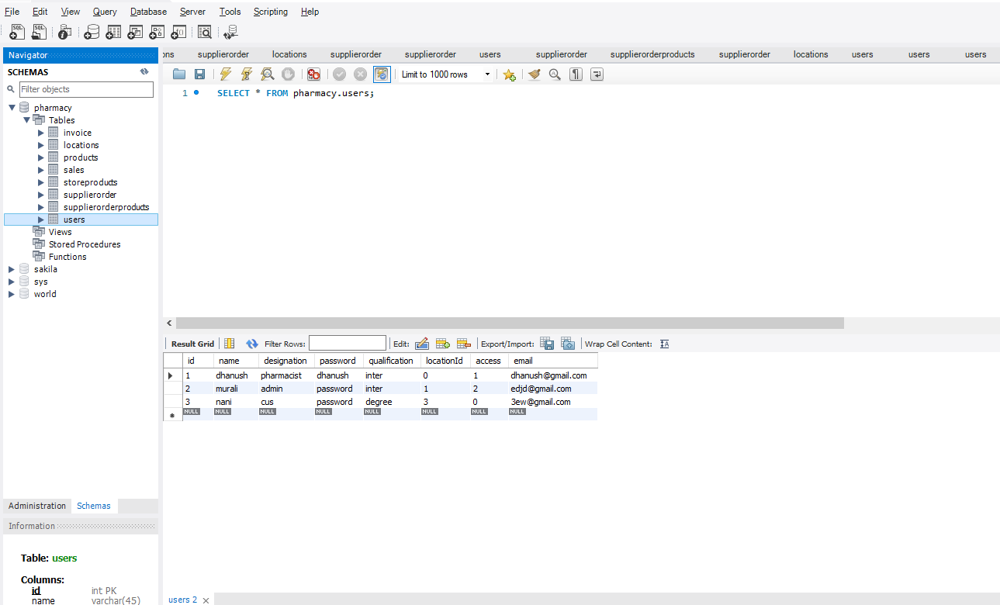 File Edit View Query Database Server Tools Scripting Help
Navigator
SCHEMAS
Filter objects
pharmacy
Tables
invoice
locations
products
sales
storeproducts
supplierorder
supplierorderproducts
users
Views
Stored Procedures
Functions
sakila
sys
world
Administration Schemas
Information
Table: users
Columns:
id int PK
name varchar(45)
ons supplierorder locations supplierorder supplierorder users supplierorder supplierorderproducts supplierorder locations users users users
Limit to 1000 rows
1 SELECT * FROM pharmacy.users;
Result Grid Filter Rows: Edit: Export/Import: Wrap Cell Content:
id name designation password qualification locationId access email
1 dhanush pharmacist dhanush inter 0 1 dhanush@gmail.com
2 murali admin password inter 1 2 edjd@gmail.com
3 nani cus password degree 3 0 3ew@gmail.com
NULL NULL NULL NULL NULL NULL NULL NULL
users 2